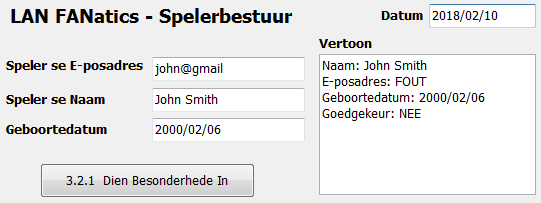 LAN FANatics - Spelerbestuur
Datum 2018/02/10
Speler se E-posadres john@gmail
Speler se Naam John Smith
Geboortedatum 2000/02/06
3.2.1 Dien Besonderhede In
Vertoon
Naam: John Smith
E-posadres: FOUT
Geboortedatum: 2000/02/06
Goedgekeur: NEE